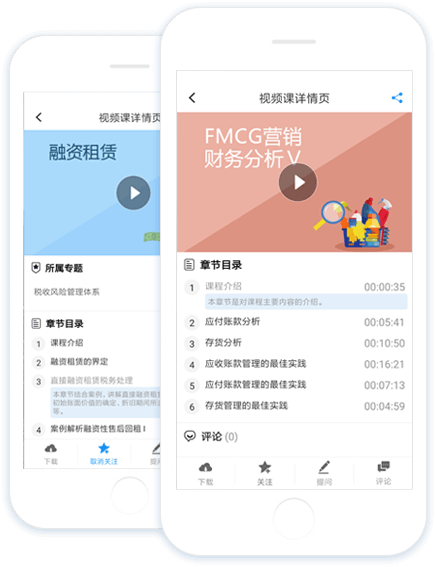 视频课详情页
融资租赁
所属专题
税收风险管理体系
章节目录
1 课程介绍
2 融资租赁的界定
3 直接融资租赁税务处理
本章节结合案例，讲解直接融资租
初始账面价值的确定、折旧期间所
等。
4 案例解析融资性售后回租 I
下载
取消关注
视频课详情页
FMCG营销
财务分析 V
章节目录
1 课程介绍 00:00:35
本章节是对课程主要内容的介绍。
2 应付账款分析 00:05:41
3 存货分析 00:10:50
4 应收账款管理的最佳实践 00:16:21
5 应付账款管理的最佳实践 00:07:13
6 存货管理的最佳实践 00:04:59
评论 (0)
下载
关注
提问
评论